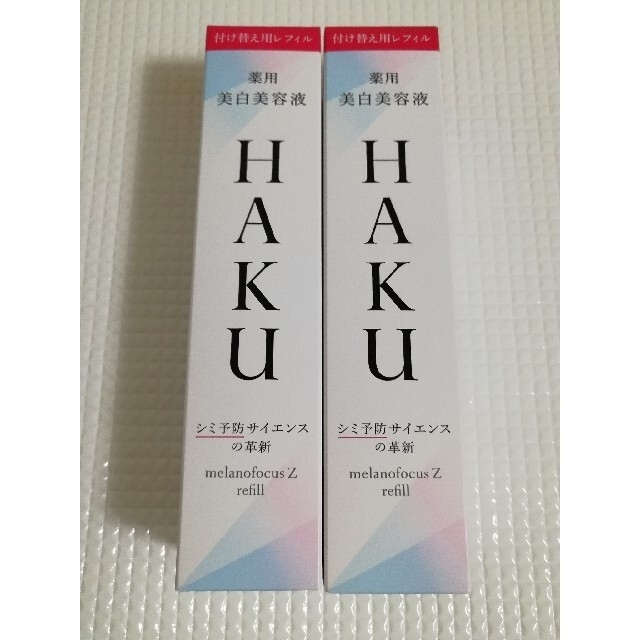 付け替え用レフィル
薬用
美白美容液
HAKU
シミ予防サイエンス
の革新
melanofocus Z
refill
付け替え用レフィル
薬用
美白美容液
HAKU
シミ予防サイエンス
の革新
melanofocus Z
refill